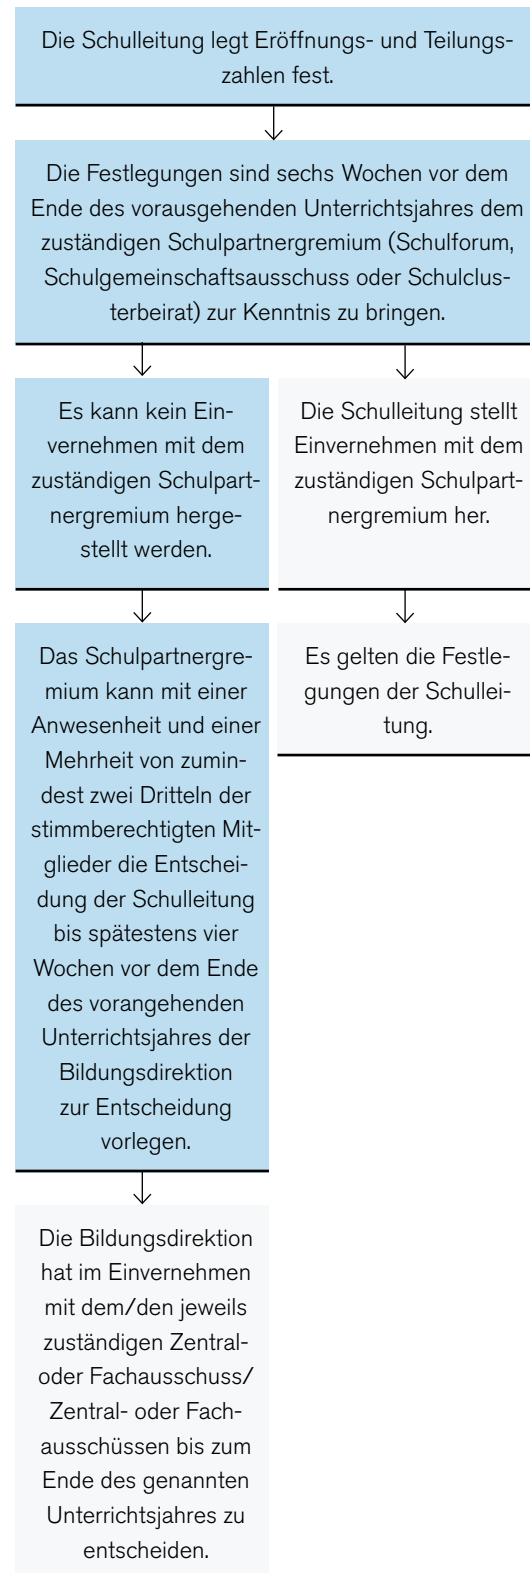 Die Schulleitung legt Eröffnungs- und Teilungs-
zahlen fest.
Die Festlegungen sind sechs Wochen vor dem
Ende des vorausgehenden Unterrichtsjahres dem
zuständigen Schulpartnergremium (Schulforum,
Schulgemeinschaftsausschuss oder Schulclus-
terbeirat) zur Kenntnis zu bringen.
Es kann kein Ein-
vernehmen mit dem
zuständigen Schulpart-
nergremium herge-
stellt werden.
Die Schulleitung stellt
Einvernehmen mit dem
zuständigen Schulpart-
nergremium her.
Das Schulpartnergre-
mium kann mit einer
Anwesenheit und einer
Mehrheit von zumin-
dest zwei Dritteln der
stimmberechtigten Mit-
glieder die Entschei-
dung der Schulleitung
bis spätestens vier
Wochen vor dem Ende
des vorangehenden
Unterrichtsjahres der
Bildungsdirektion
zur Entscheidung
vorlegen.
Es gelten die Festle-
gungen der Schullei-
tung.
Die Bildungsdirektion
hat im Einvernehmen
mit dem/den jeweils
zuständigen Zentral-
oder Fachausschuss/
Zentral- oder Fach-
ausschüssen bis zum
Ende des genannten
Unterrichtsjahres zu
entscheiden.